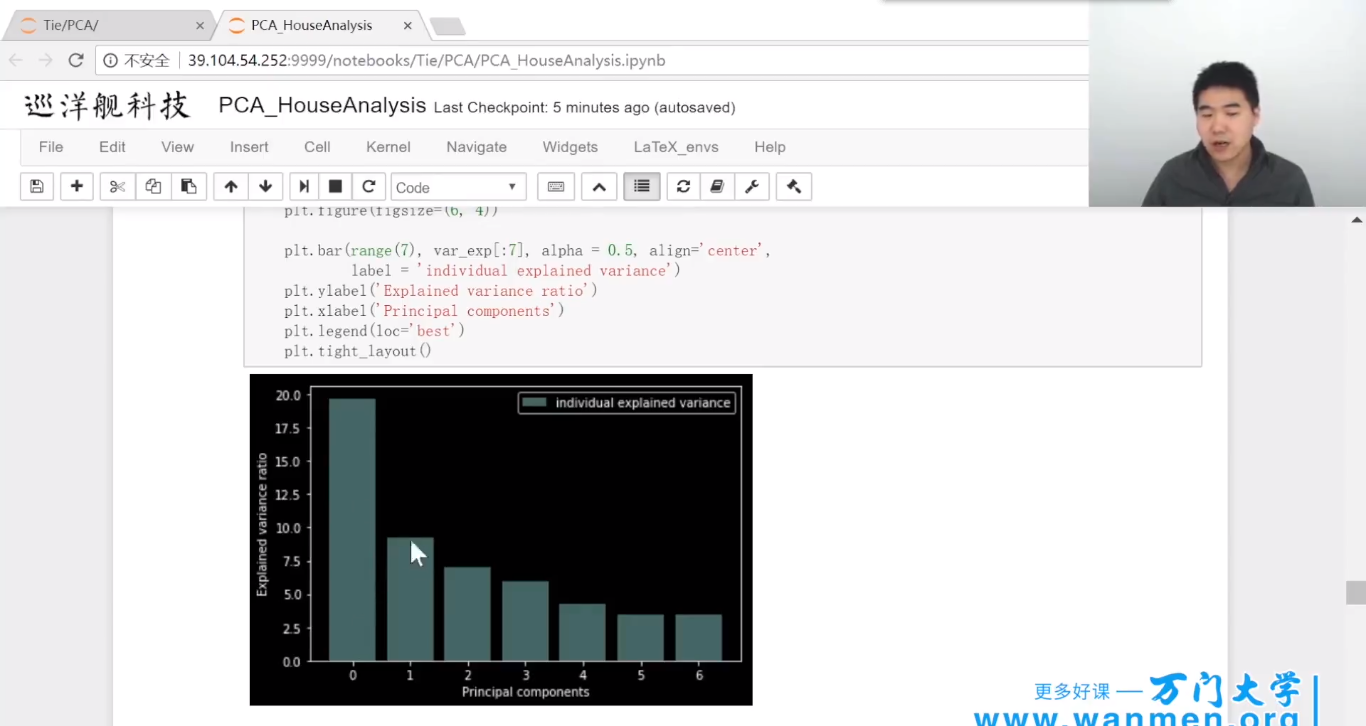 Tie/PCA/
PCA_HouseAnalysis
不安全
39.104.54.252:9999/notebooks/Tie/PCA/PCA_HouseAnalysis.ipynb
巡洋舰科技
PCA_HouseAnalysis Last Checkpoint: 5 minutes ago (autosaved)
File Edit View Insert Cell Kernel Navigate Widgets LaTeX_envs Help
Code
plt.figure(figsize=(6, 4))
plt.bar(range(7), var_exp[:7], alpha = 0.5, align='center',
label = 'individual explained variance')
plt.ylabel('Explained variance ratio')
plt.xlabel('Principal components')
plt.legend(loc='best')
plt.tight_layout()
individual explained variance
Explained variance ratio
20.0
17.5
15.0
12.5
10.0
7.5
5.0
2.5
0.0
0 1 2 3 4 5 6
Principal components
更多好课 — 万门大学
www.wanmen.org